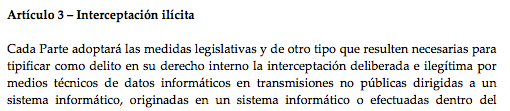 Artículo 3 – Interceptación ilícita
Cada Parte adoptará las medidas legislativas y de otro tipo que resulten necesarias para
tipificar como delito en su derecho interno la interceptación deliberada e ilegítima por
medios técnicos de datos informáticos en transmisiones no públicas dirigidas a un
sistema informático, originadas en un sistema informático o efectuadas dentro del